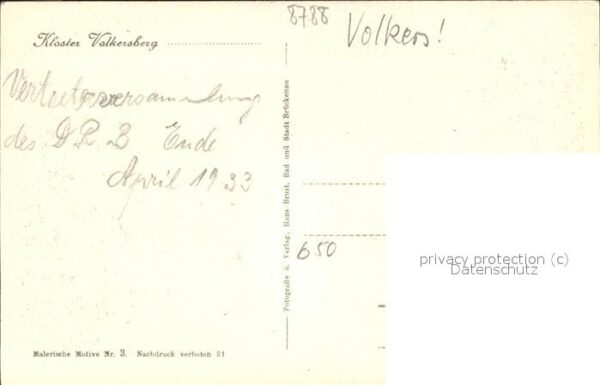 8788
Volkers!
Kloster Volkersberg
Vertreterversammlung
des D P B Ende
April 1933
Fotografie u. Verlag, Hans Brust, Bad und Stadt Brückenau
650
privacy protection (c)
Datenschutz
Malerische Motive Nr. 3. Nachdruck verboten 31